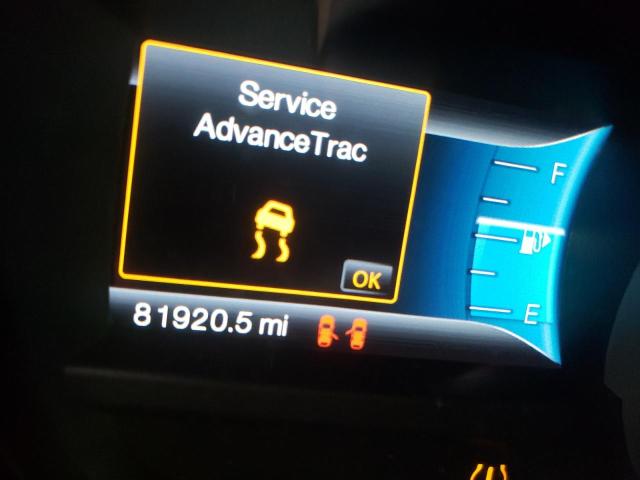 Service
AdvanceTrac
OK
81920.5 mi
F
E